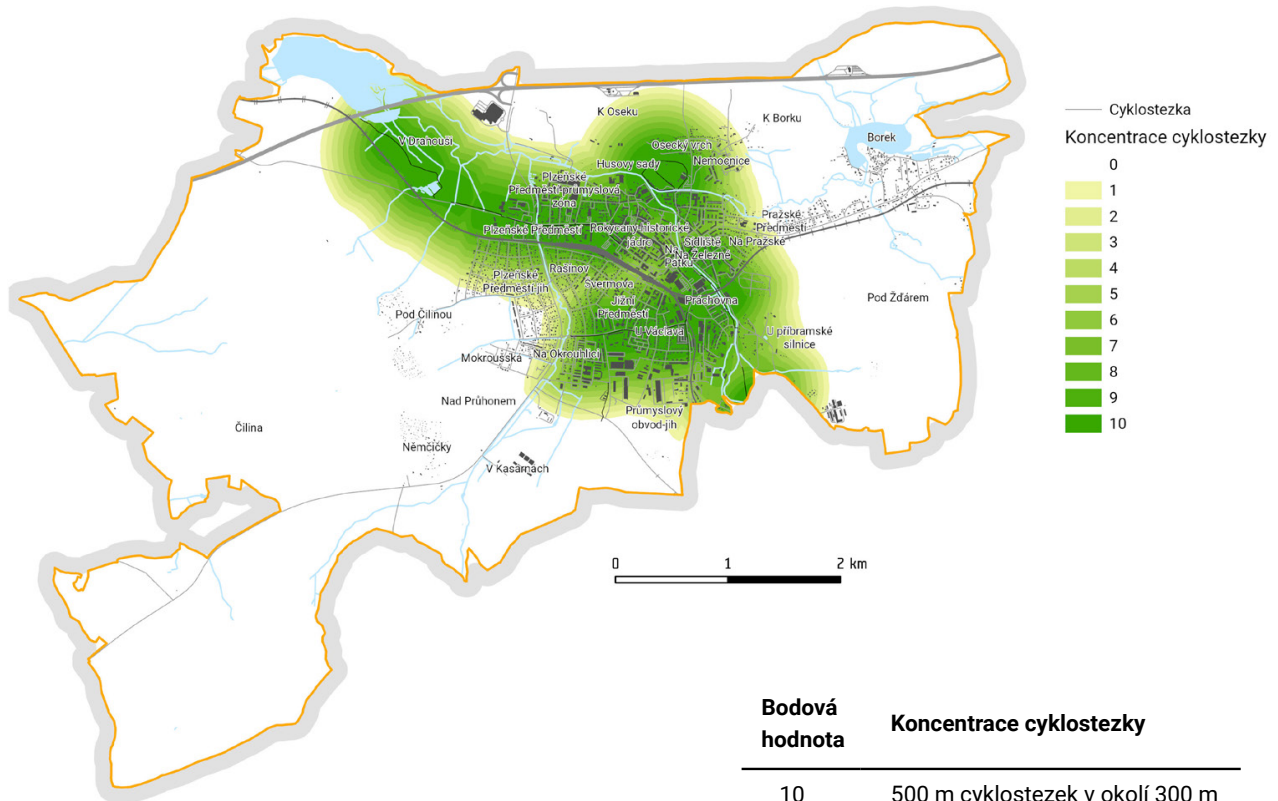 K Oseku
K Borku
Borek
V Drahouši
Osecký vrch
Nemocnice
Husovy sady
Plzeňské
Předměstí-průmyslová
zóna
Pražské
Předměstí
Plzeňské Předměstí
Rokycany-historické
jádro
Sídliště
Na Pražské
Na
Pátku
Na Železné
Rašínov
Plzeňské
Předměstí-jih
Švermova
Jižní
Předměstí
Práchovna
Pod Žďárem
Pod Čilinou
U Václava
U příbramské
silnice
Mokroušska
Na Okrouhlici
Nad Průhonem
Průmyslový
obvod-jih
Čilina
Němčičky
V Kasárnách
0 1 2 km
Cyklostezka
Koncentrace cyklostezky
0
1
2
3
4
5
6
7
8
9
10
Bodová
hodnota
Koncentrace cyklostezky
10 500 m cyklostezek v okolí 300 m